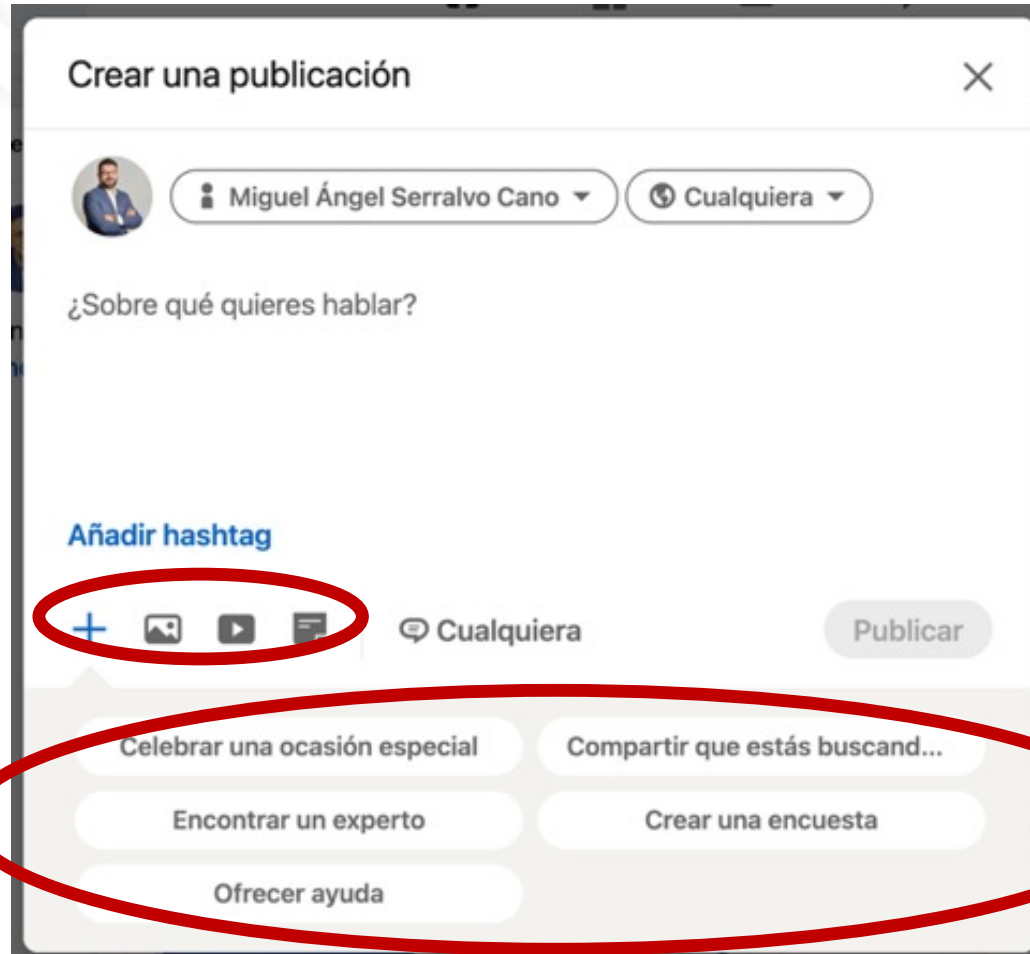 Crear una publicación
Miguel Ángel Serralvo Cano Cualquiera
¿Sobre qué quieres hablar?
Añadir hashtag
Cualquiera Publicar
Celebrar una ocasión especial Compartir que estás buscand...
Encontrar un experto Crear una encuesta
Ofrecer ayuda